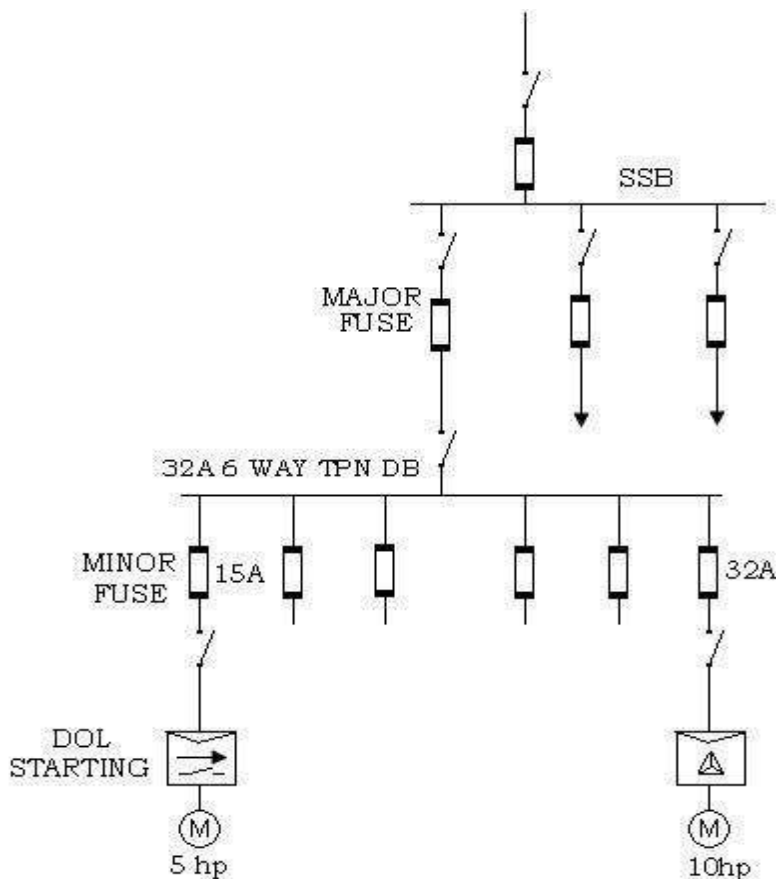 SSB
MAJOR
FUSE
32A 6 WAY TPN DB
MINOR
FUSE
15A
32A
DOL
STARTING
M
M
5 hp
10hp